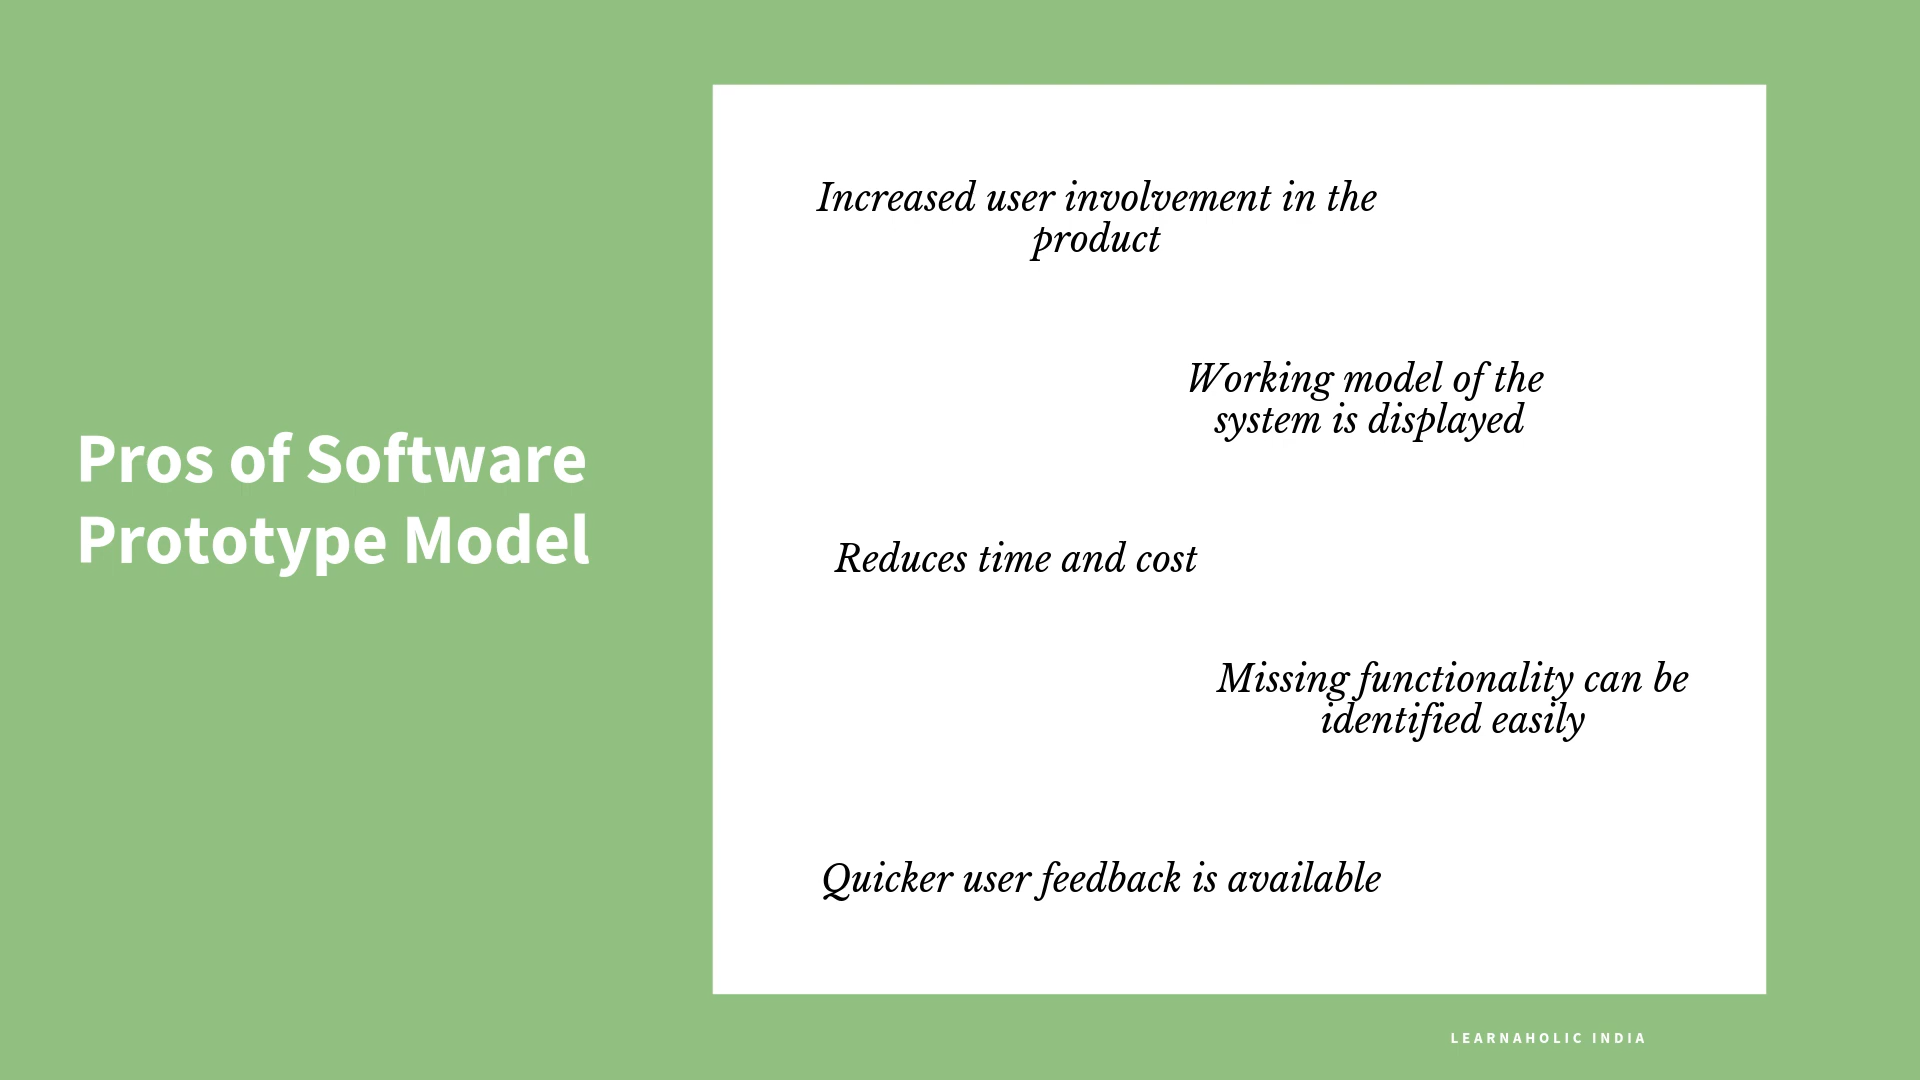 Pros of Software
Prototype Model
Increased user involvement in the
product
Working model of the
system is displayed
Reduces time and cost
Missing functionality can be
identified easily
Quicker user feedback is available
LEARNAHOLIC INDIA